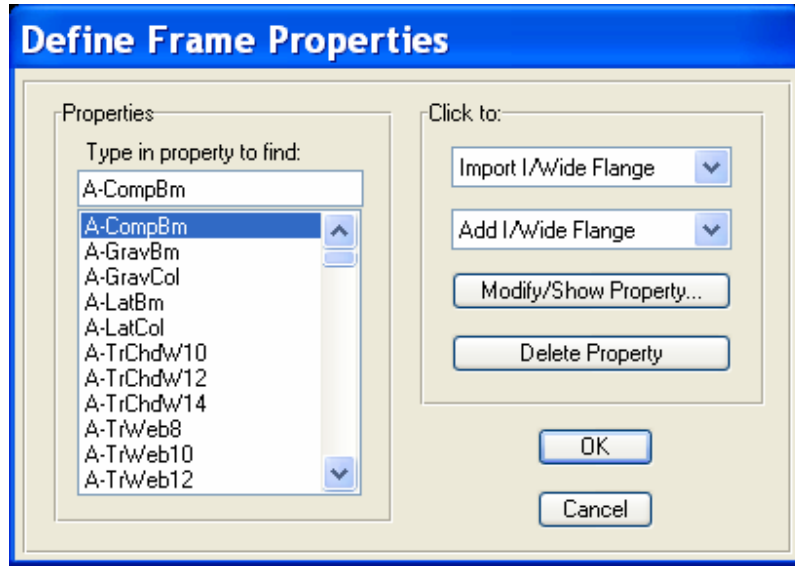 Define Frame Properties
Properties
Type in property to find:
A-CompBm
A-CompBm
A-GravBm
A-GravCol
A-LatBm
A-LatCol
A-TrChdW10
A-TrChdW12
A-TrChdW14
A-TrWeb8
A-TrWeb10
A-TrWeb12
Click to:
Import I/Wide Flange
Add I/Wide Flange
Modify/Show Property...
Delete Property
OK
Cancel